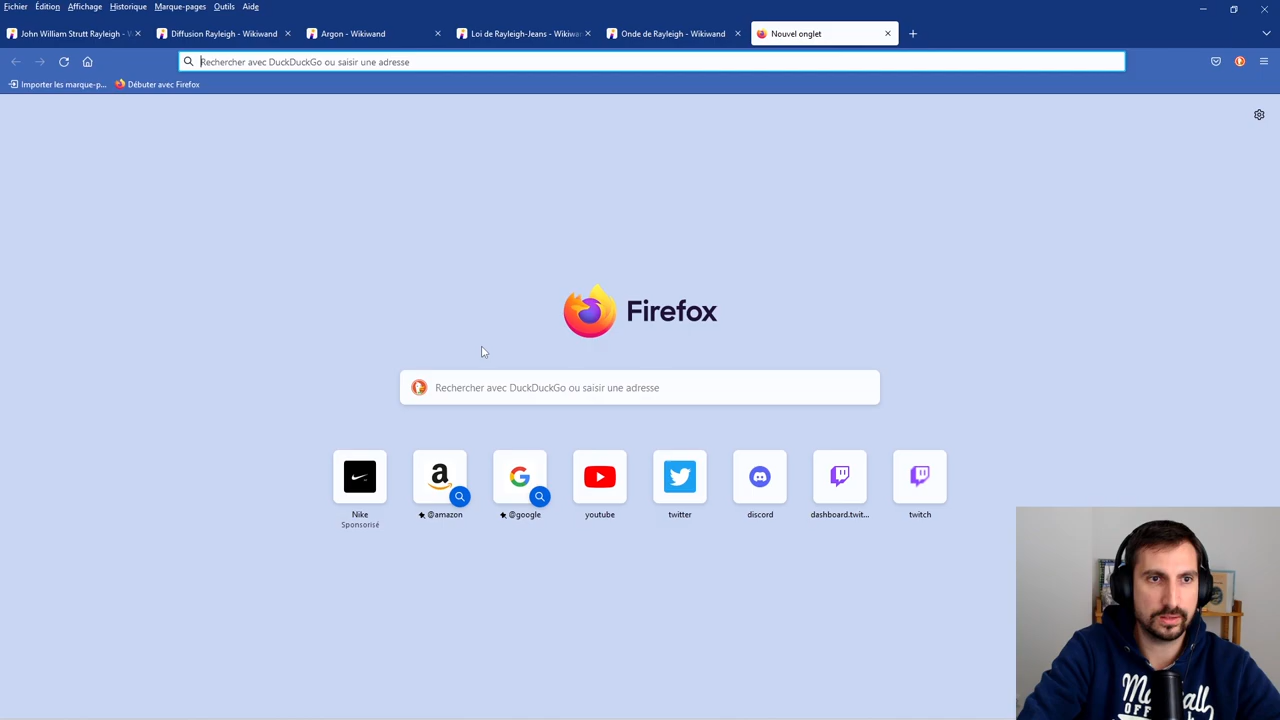 Fichier Édition Affichage Historique Marque-pages Outils Aide
John William Strutt Rayleigh - Diffusion Rayleigh - Wikiwand Argon - Wikiwand Loi de Rayleigh-Jeans - Wikiwan Onde de Rayleigh - Wikiwand Nouvel onglet
Rechercher avec DuckDuckGo ou saisir une adresse
Importer les marque-p... Débuter avec Firefox
Firefox
Rechercher avec DuckDuckGo ou saisir une adresse
Nike @amazon @google youtube twitter discord dashboard.twit... twitch
Sponsorisé